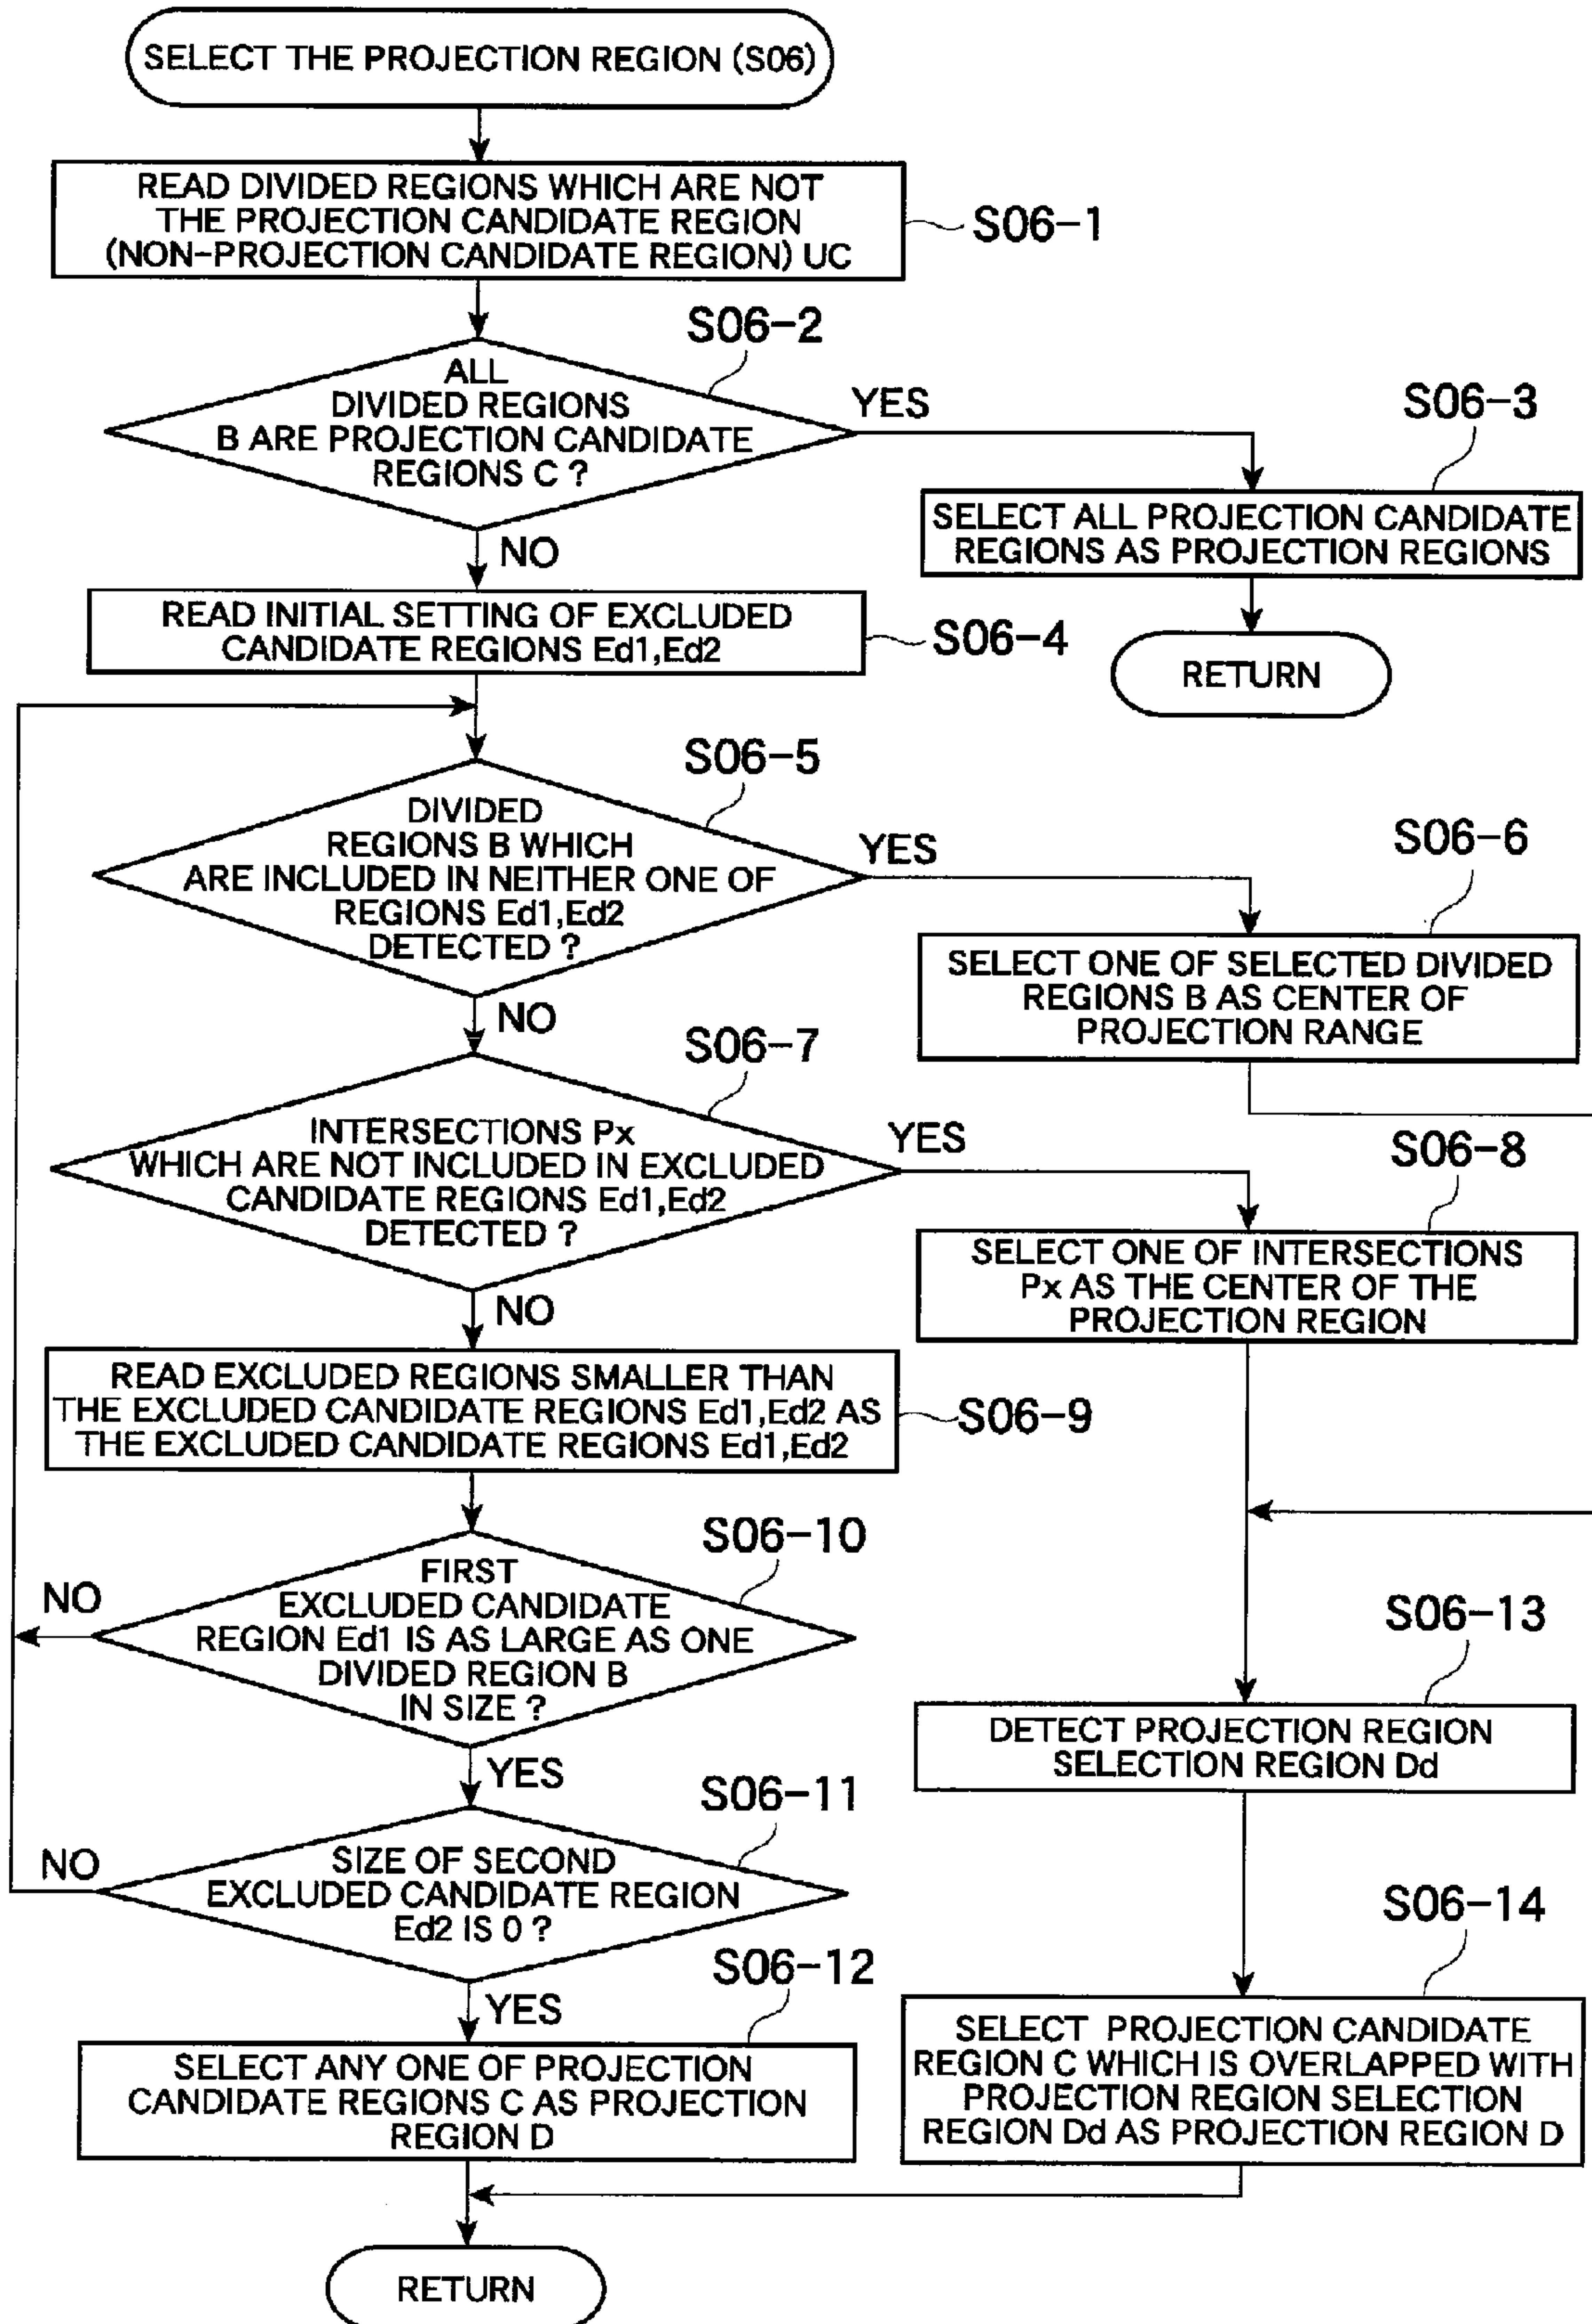 SELECT THE PROJECTION REGION (S06)
READ DIVIDED REGIONS WHICH ARE NOT
THE PROJECTION CANDIDATE REGION
(NON-PROJECTION CANDIDATE REGION) UC
S06-1
S06-2
ALL
DIVIDED REGIONS
B ARE PROJECTION CANDIDATE
REGIONS C ?
YES
NO
S06-3
SELECT ALL PROJECTION CANDIDATE
REGIONS AS PROJECTION REGIONS
RETURN
READ INITIAL SETTING OF EXCLUDED
CANDIDATE REGIONS Ed1,Ed2
S06-4
S06-5
DIVIDED
REGIONS B WHICH
ARE INCLUDED IN NEITHER ONE OF
REGIONS Ed1,Ed2
DETECTED ?
YES
NO
S06-6
SELECT ONE OF SELECTED DIVIDED
REGIONS B AS CENTER OF
PROJECTION RANGE
S06-7
INTERSECTIONS Px
WHICH ARE NOT INCLUDED IN EXCLUDED
CANDIDATE REGIONS Ed1,Ed2
DETECTED ?
YES
NO
S06-8
SELECT ONE OF INTERSECTIONS
Px AS THE CENTER OF THE
PROJECTION REGION
READ EXCLUDED REGIONS SMALLER THAN
THE EXCLUDED CANDIDATE REGIONS Ed1,Ed2 AS
THE EXCLUDED CANDIDATE REGIONS Ed1,Ed2
S06-9
S06-10
FIRST
EXCLUDED CANDIDATE
REGION Ed1 IS AS LARGE AS ONE
DIVIDED REGION B
IN SIZE ?
NO
YES
S06-11
SIZE OF SECOND
EXCLUDED CANDIDATE REGION
Ed2 IS 0 ?
NO
YES
S06-12
SELECT ANY ONE OF PROJECTION
CANDIDATE REGIONS C AS PROJECTION
REGION D
S06-13
DETECT PROJECTION REGION
SELECTION REGION Dd
S06-14
SELECT PROJECTION CANDIDATE
REGION C WHICH IS OVERLAPPED WITH
PROJECTION REGION SELECTION
REGION Dd AS PROJECTION REGION D
RETURN